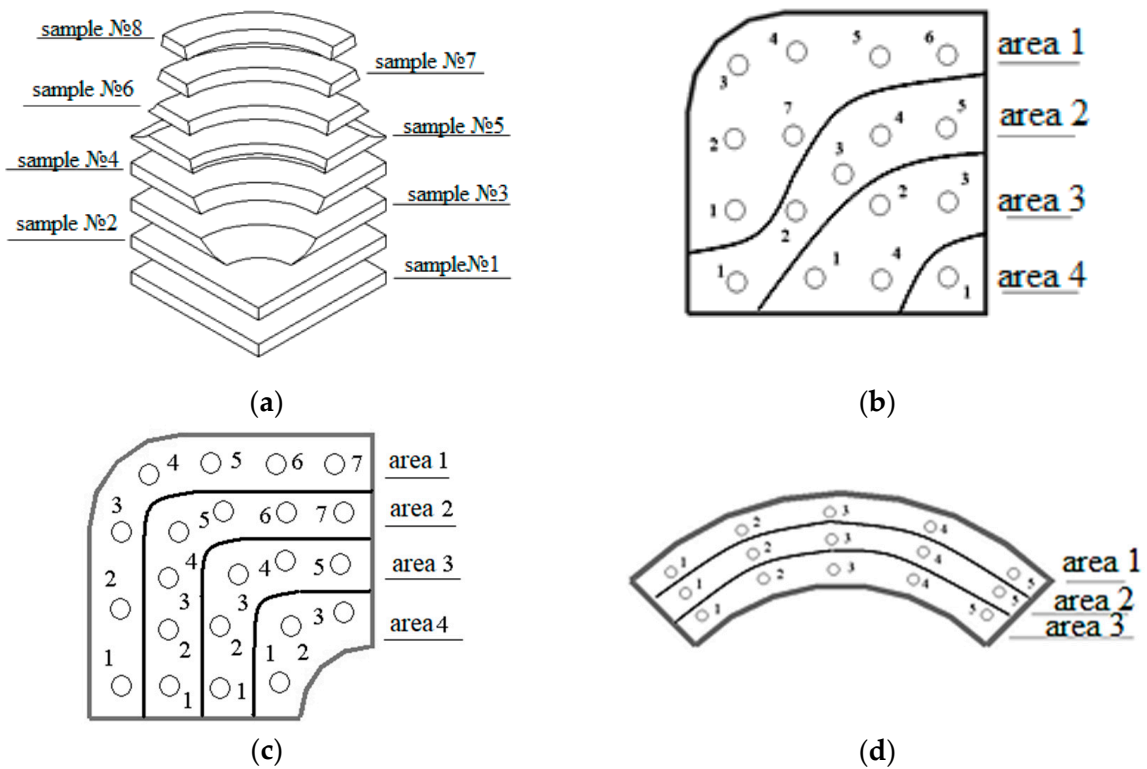 sample №8
sample №7
sample №6
sample №5
sample №4
sample №3
sample №2
sample№1
(a)
4 5 6 area 1
3
7 5 area 2
2 4
3
3 area 3
1 2
2
1 1 4 area 4
1
(b)
4 5 6 7 area 1
3
5 6 7 area 2
2 4 4 5 area 3
3 3 3
2 2 1 2 area 4
1
1 1
(c)
3
2 4
1 3 5
2 4
1 3 5
2 4
1 5
area 1
area 2
area 3
(d)